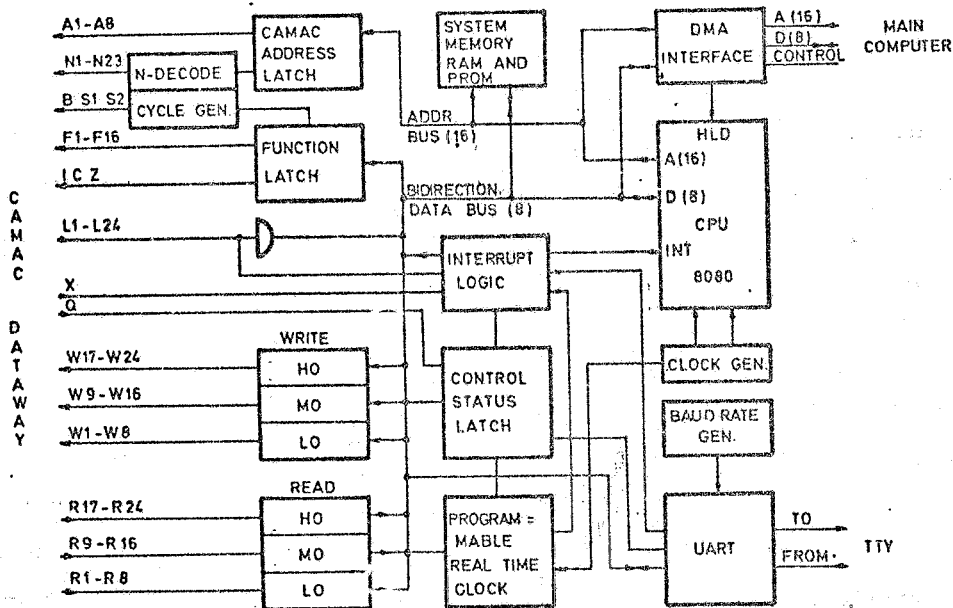 A1-A8
N1-N23
B S1 S2
F1-F16
I C Z
L1-L24
X
Q
W17-W24
W9-W16
W1-W8
R17-R24
R9-R16
R1-R8
CAMAC
DATAWAY
CAMAC
ADDRESS
LATCH
N-DECODE
CYCLE GEN.
FUNCTION
LATCH
WRITE
HO
MO
LO
READ
HO
MO
LO
SYSTEM
MEMORY
RAM AND
PROM
ADDR
BUS (16)
BIDIRECTION.
DATA BUS (8)
INTERRUPT
LOGIC
CONTROL
STATUS
LATCH
PROGRAM=
MABLE
REAL TIME
CLOCK
DMA
INTERFACE
A (16)
D(8)
CONTROL
MAIN
COMPUTER
HLD
A(16)
D (8)
CPU
INT
8080
CLOCK GEN.
BAUD RATE
GEN.
UART
TO
FROM
TTY